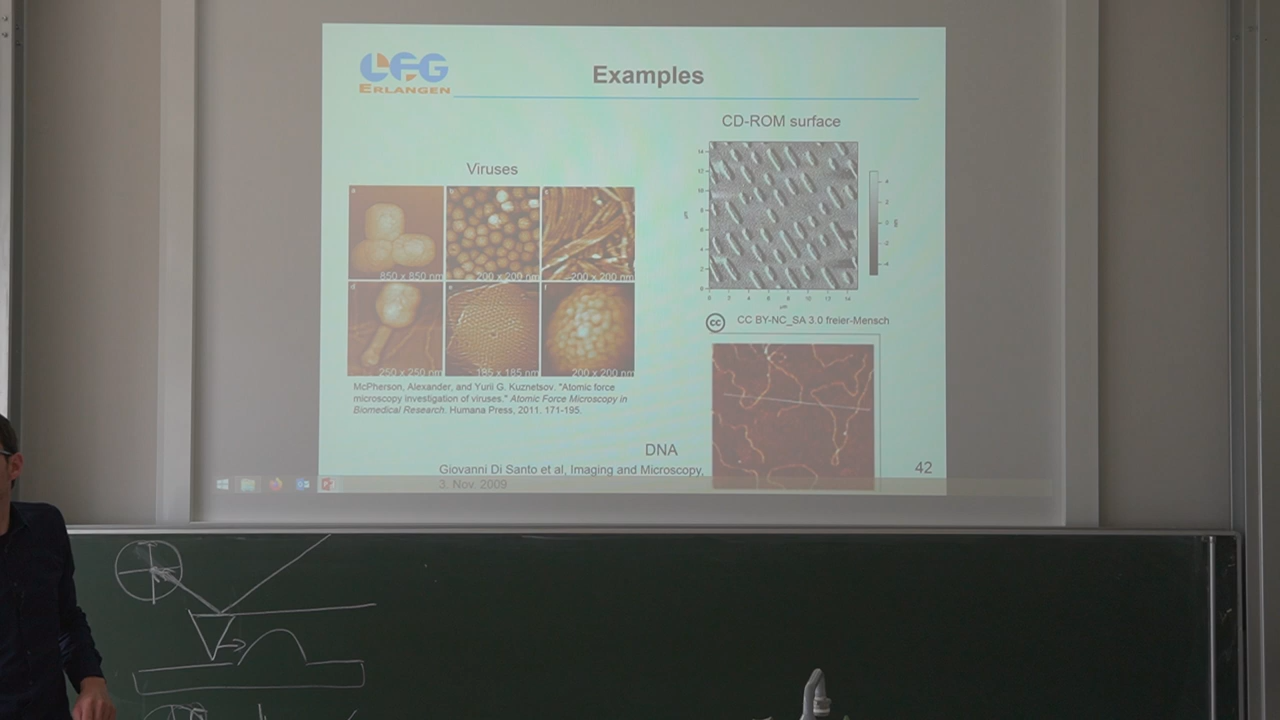 LFG
ERLANGEN
Examples
CD-ROM surface
Viruses
850 x 850 nm
200 x 200 nm
200 x 200 nm
250 x 250 nm
185 x 185 nm
200 x 200 nm
McPherson, Alexander, and Yurii G. Kuznetsov. "Atomic force
microscopy investigation of viruses." Atomic Force Microscopy in
Biomedical Research. Humana Press, 2011. 171-195.
cc CC BY-NC_SA 3.0 freier-Mensch
DNA
Giovanni Di Santo et al, Imaging and Microscopy,
3. Nov. 2009
42